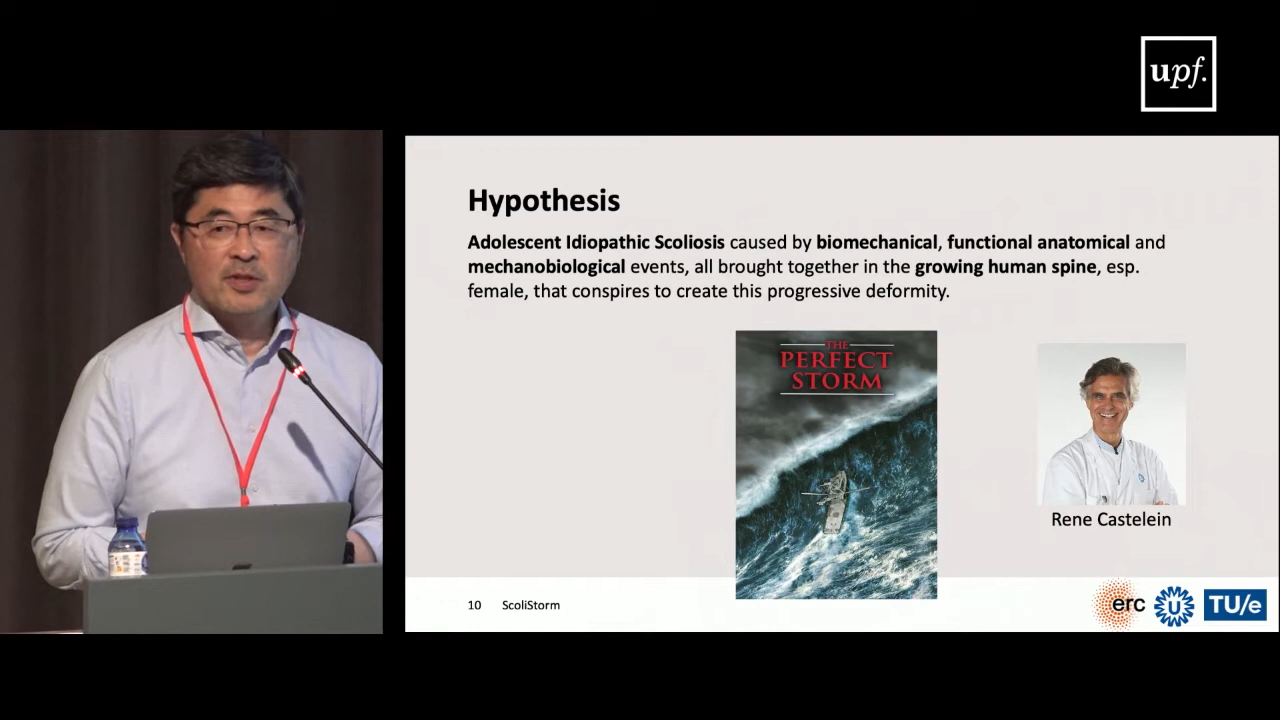 upf.
Hypothesis
Adolescent Idiopathic Scoliosis caused by biomechanical, functional anatomical and
mechanobiological events, all brought together in the growing human spine, esp.
female, that conspires to create this progressive deformity.
THE
PERFECT
STORM
Rene Castelein
10 ScoliStorm
erc
U
TU/e